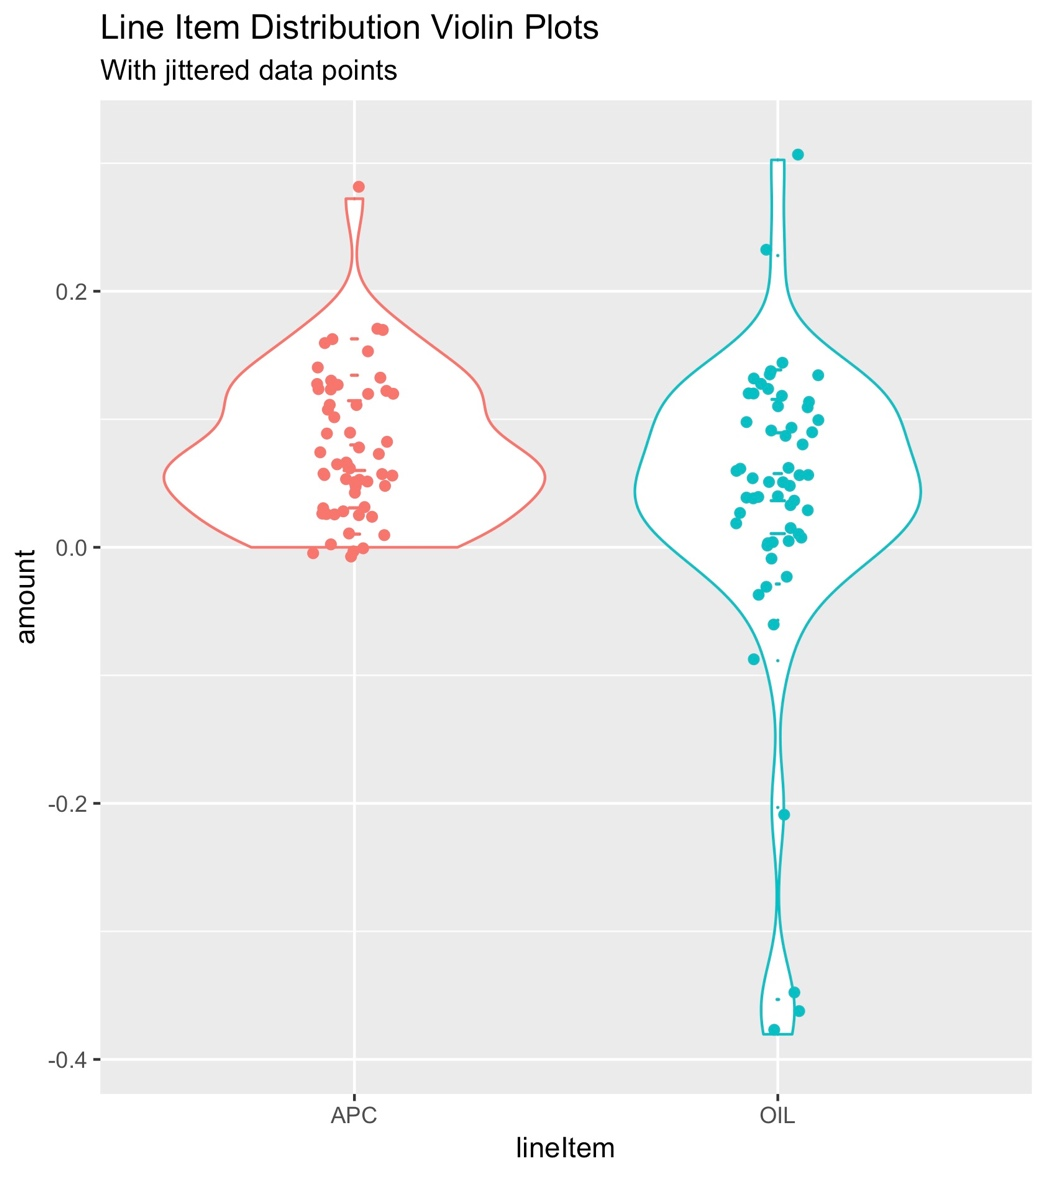 Line Item Distribution Violin Plots
With jittered data points
amount
0.2
0.0
-0.2
-0.4
APC
OIL
lineItem